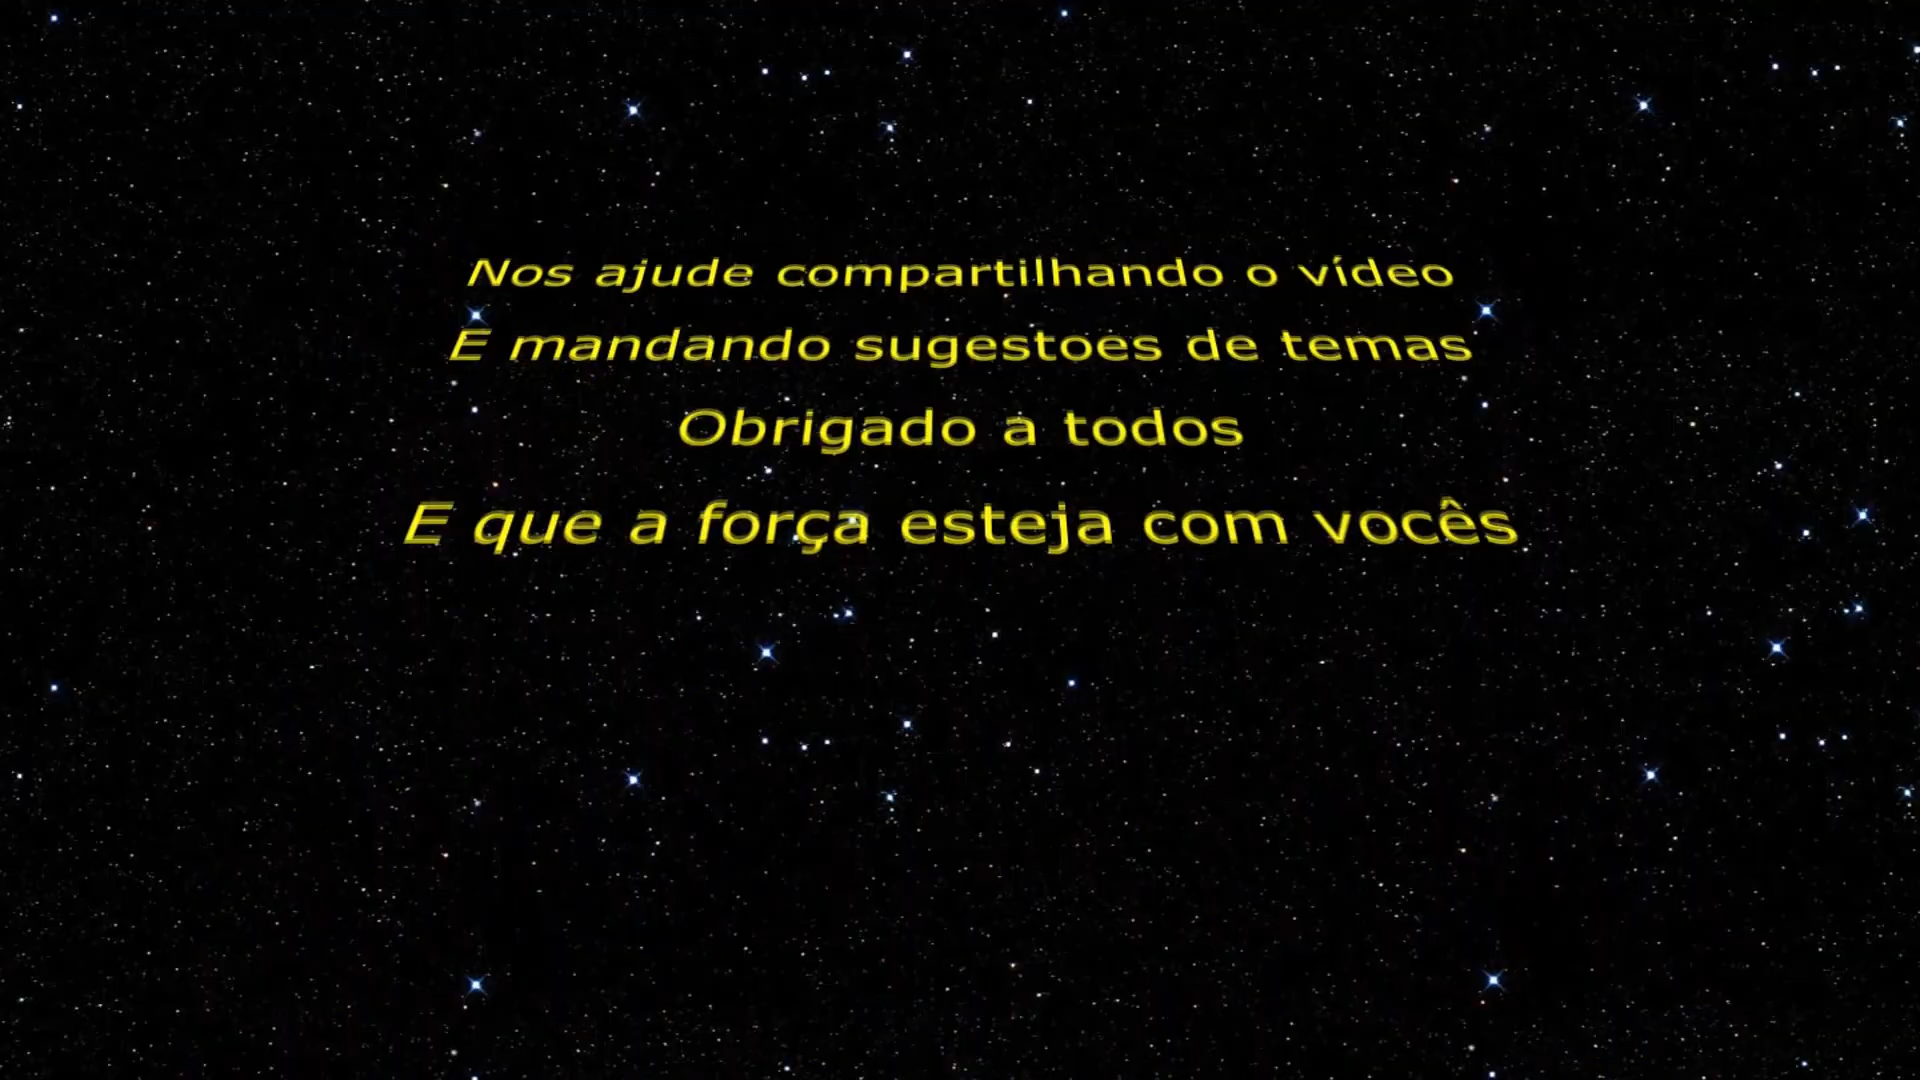 Nos ajude compartilhando o vídeo
E mandando sugestoes de temas
Obrigado a todos
E que a força esteja com vocês